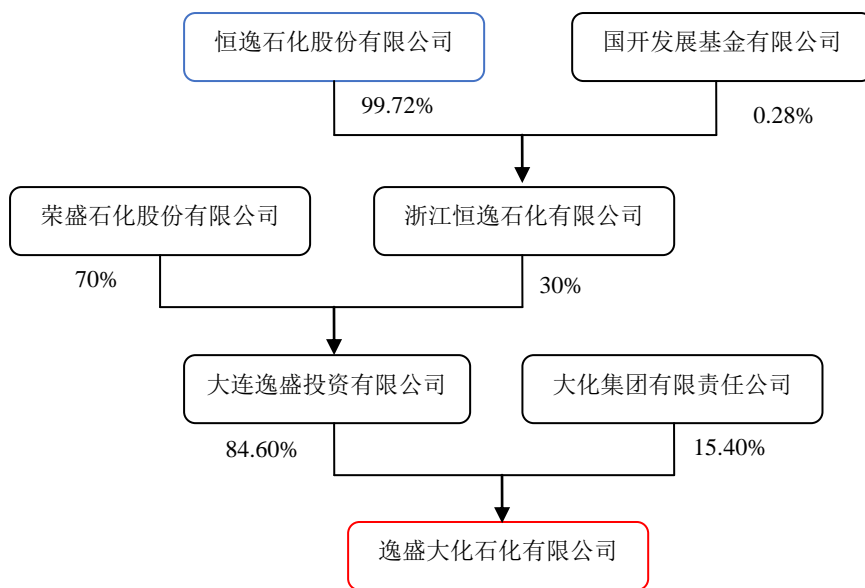 恒逸石化股份有限公司
国开发展基金有限公司
99.72%
0.28%
荣盛石化股份有限公司
浙江恒逸石化有限公司
70%
30%
大连逸盛投资有限公司
大化集团有限责任公司
84.60%
15.40%
逸盛大化石化有限公司